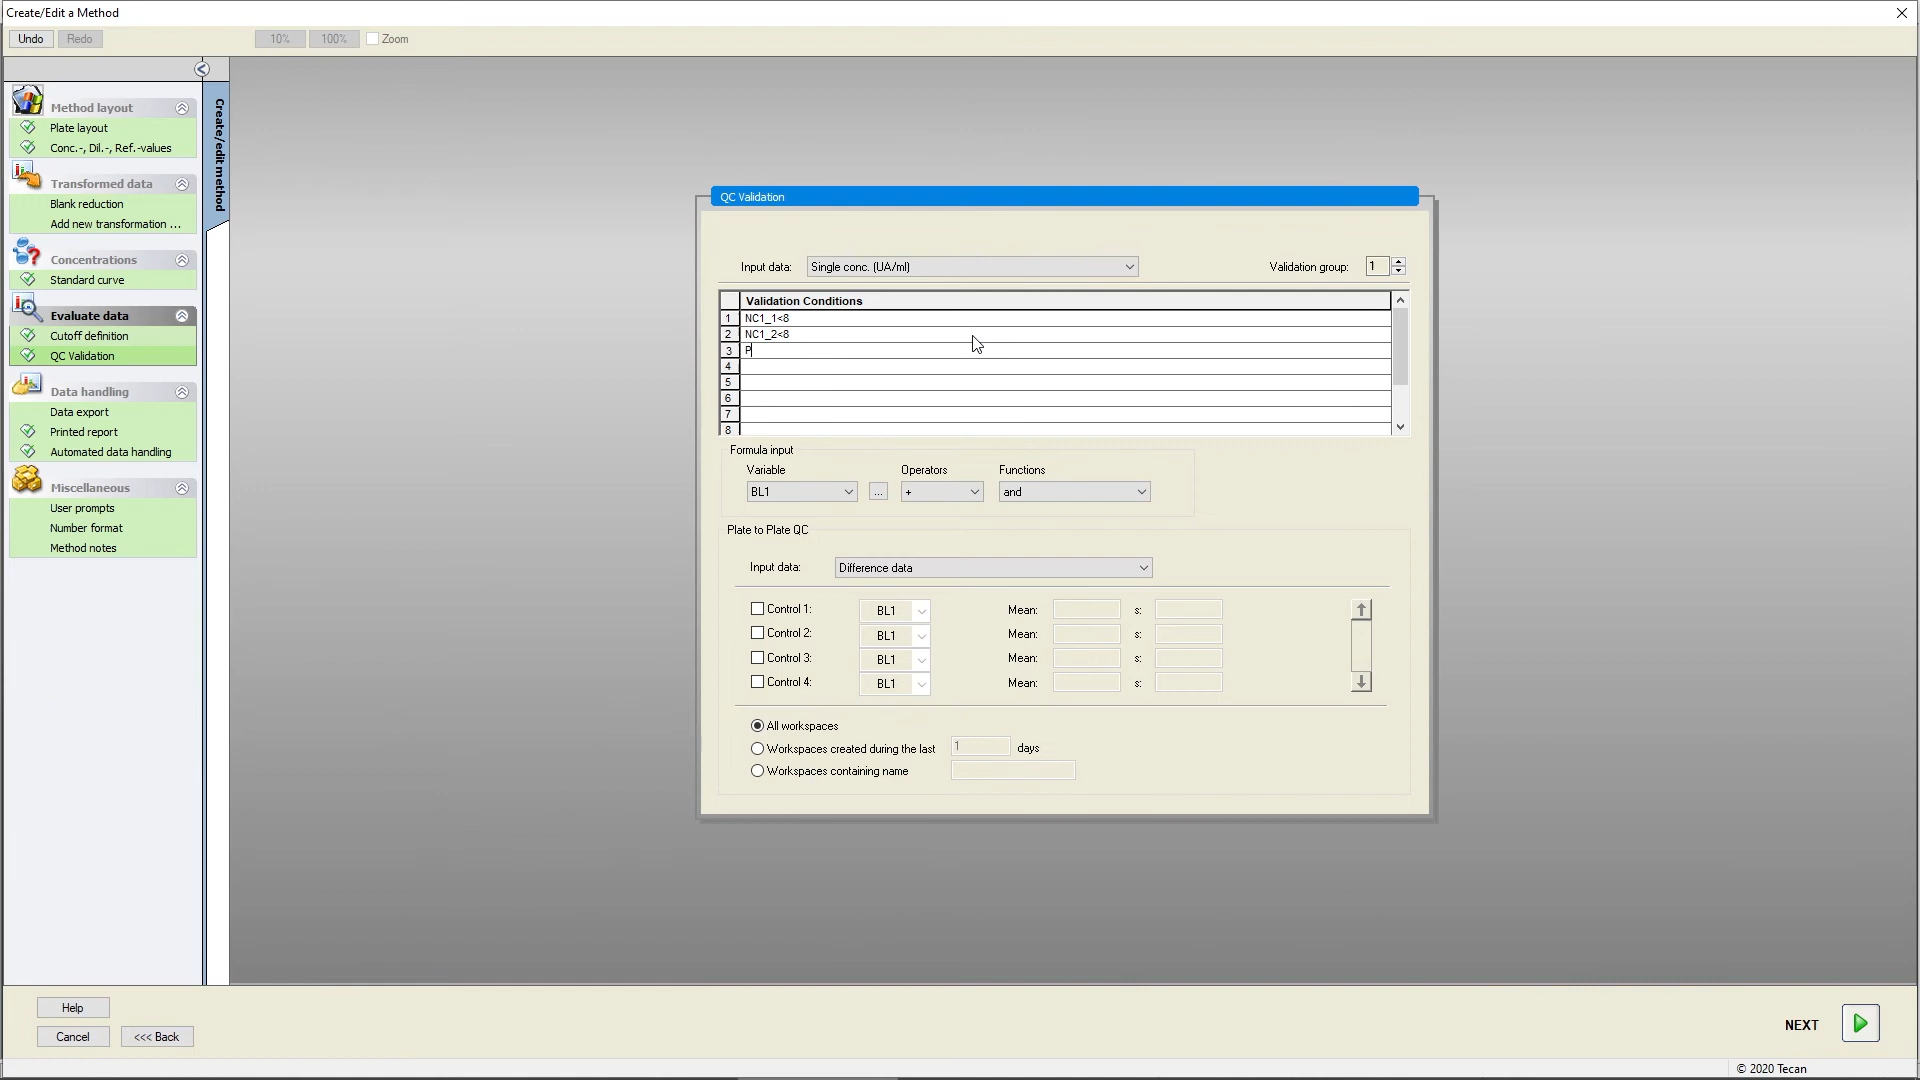 Create/Edit a Method
Undo
Redo
10%
100%
Zoom
Create/edit method
Method layout
Plate layout
Conc.-, Dil.-, Ref.-values
Transformed data
Blank reduction
Add new transformation ...
Concentrations
Standard curve
Evaluate data
Cutoff definition
QC Validation
Data handling
Data export
Printed report
Automated data handling
Miscellaneous
User prompts
Number format
Method notes
QC Validation
Input data: Single conc. (UA/ml) Validation group: 1
Validation Conditions
1 NC1_1<8
2 NC1_2<8
3 P
4
5
6
7
8
Formula input
Variable Operators Functions
BL1 ... + and
Plate to Plate QC
Input data: Difference data
Control 1: BL1 Mean: s:
Control 2: BL1 Mean: s:
Control 3: BL1 Mean: s:
Control 4: BL1 Mean: s:
All workspaces
Workspaces created during the last 1 days
Workspaces containing name
Help
Cancel
<<< Back
NEXT
© 2020 Tecan